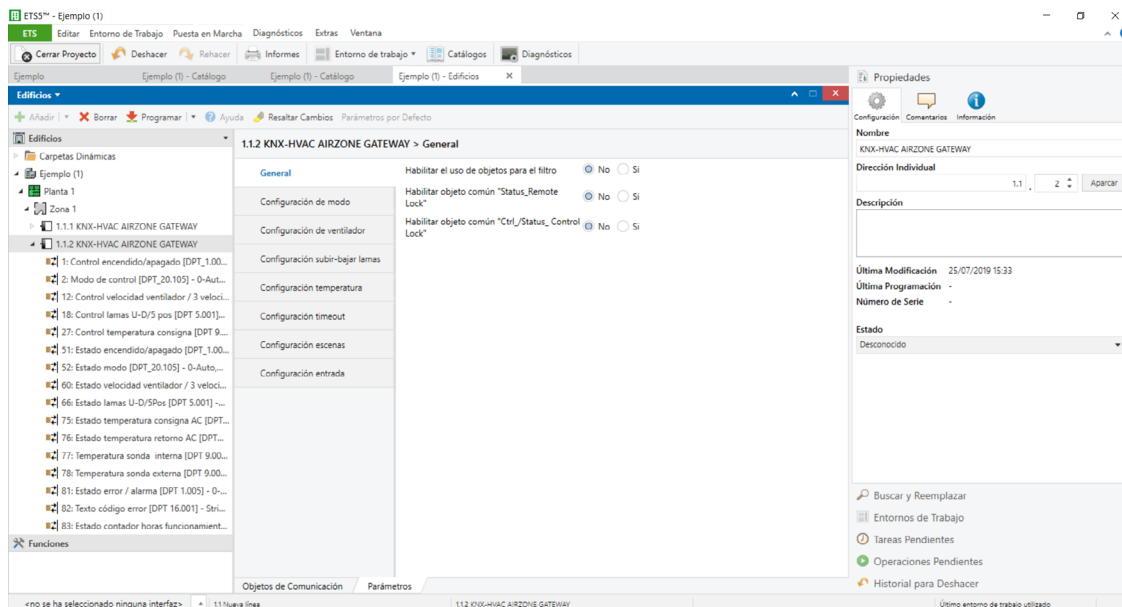 ETS5™ - Ejemplo (1)
ETS Editar Entorno de Trabajo Puesta en Marcha Diagnósticos Extras Ventana
Cerrar Proyecto Deshacer Rehacer Informes Entorno de trabajo Catálogos Diagnósticos
Ejemplo Ejemplo (1) - Catálogo Ejemplo (1) - Catálogo Ejemplo (1) - Edificios
Edificios
Añadir Borrar Programar Ayuda Resaltar Cambios Parámetros por Defecto
Edificios
Carpetas Dinámicas
Ejemplo (1)
Planta 1
Zona 1
1.1.1 KNX-HVAC AIRZONE GATEWAY
1.1.2 KNX-HVAC AIRZONE GATEWAY
1: Control encendido/apagado [DPT_1.00...
2: Modo de control [DPT_20.105] - 0-Aut...
12: Control velocidad ventilador / 3 veloci...
18: Control lamas U-D/5 pos [DPT 5.001]...
27: Control temperatura consigna [DPT 9....
51: Estado encendido/apagado [DPT_1.00...
52: Estado modo [DPT_20.105] - 0-Auto,...
60: Estado velocidad ventilador / 3 veloci...
66: Estado lamas U-D/5Pos [DPT 5.001] -...
75: Estado temperatura consigna AC [DPT...
76: Estado temperatura retorno AC [DPT...
77: Temperatura sonda interna [DPT 9.00...
78: Temperatura sonda externa [DPT 9.00...
81: Estado error / alarma [DPT 1.005] - 0-...
82: Texto código error [DPT 16.001] - Stri...
83: Estado contador horas funcionamient...
Funciones
1.1.2 KNX-HVAC AIRZONE GATEWAY > General
General
Configuración de modo
Configuración de ventilador
Configuración subir-bajar lamas
Configuración temperatura
Configuración timeout
Configuración escenas
Configuración entrada
Habilitar el uso de objetos para el filtro No Si
Habilitar objeto común "Status_Remote
Lock" No Si
Habilitar objeto común "Ctrl_/Status_ Control
Lock" No Si
Objetos de Comunicación Parámetros
Propiedades
Configuración Comentarios Información
Nombre
KNX-HVAC AIRZONE GATEWAY
Dirección Individual
1.1 . 2 Aparcar
Descripción
Última Modificación 25/07/2019 15:33
Última Programación -
Número de Serie -
Estado
Desconocido
Buscar y Reemplazar
Entornos de Trabajo
Tareas Pendientes
Operaciones Pendientes
Historial para Deshacer
<no se ha seleccionado ninguna interfaz> 1.1 Nueva línea 1.1.2 KNX-HVAC AIRZONE GATEWAY Último entorno de trabajo utilizado